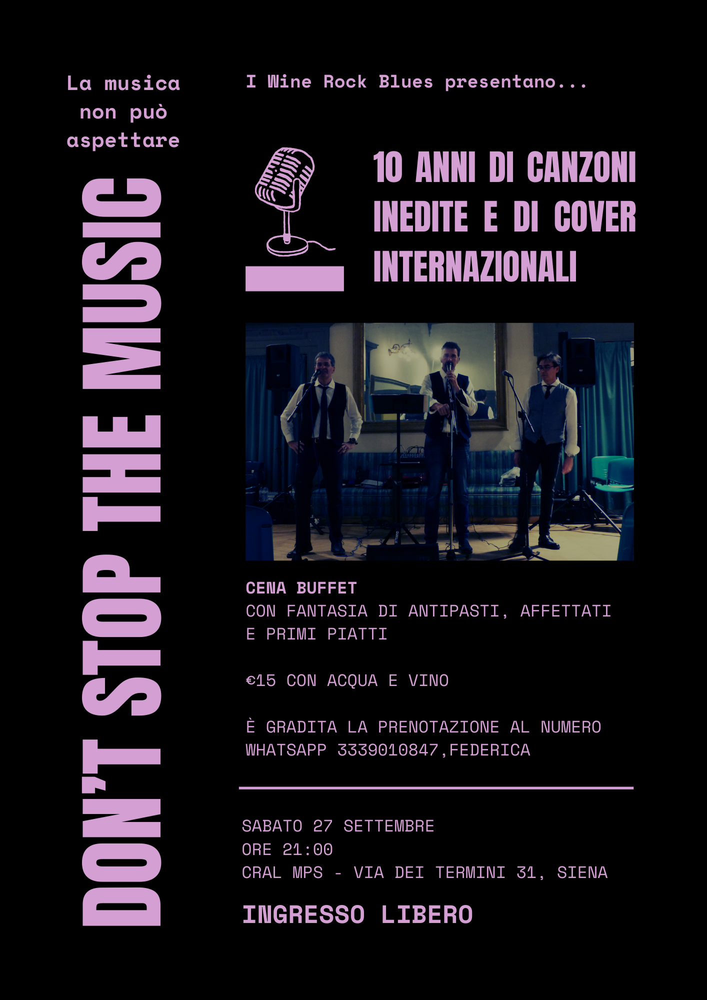 La musica
non può
aspettare
DON'T STOP THE MUSIC
I Wine Rock Blues presentano...
10 ANNI DI CANZONI
INEDITE E DI COVER
INTERNAZIONALI
CENA BUFFET
CON FANTASIA DI ANTIPASTI, AFFETTATI
E PRIMI PIATTI
€15 CON ACQUA E VINO
È GRADITA LA PRENOTAZIONE AL NUMERO
WHATSAPP 3339010847,FEDERICA
SABATO 27 SETTEMBRE
ORE 21:00
CRAL MPS - VIA DEI TERMINI 31, SIENA
INGRESSO LIBERO